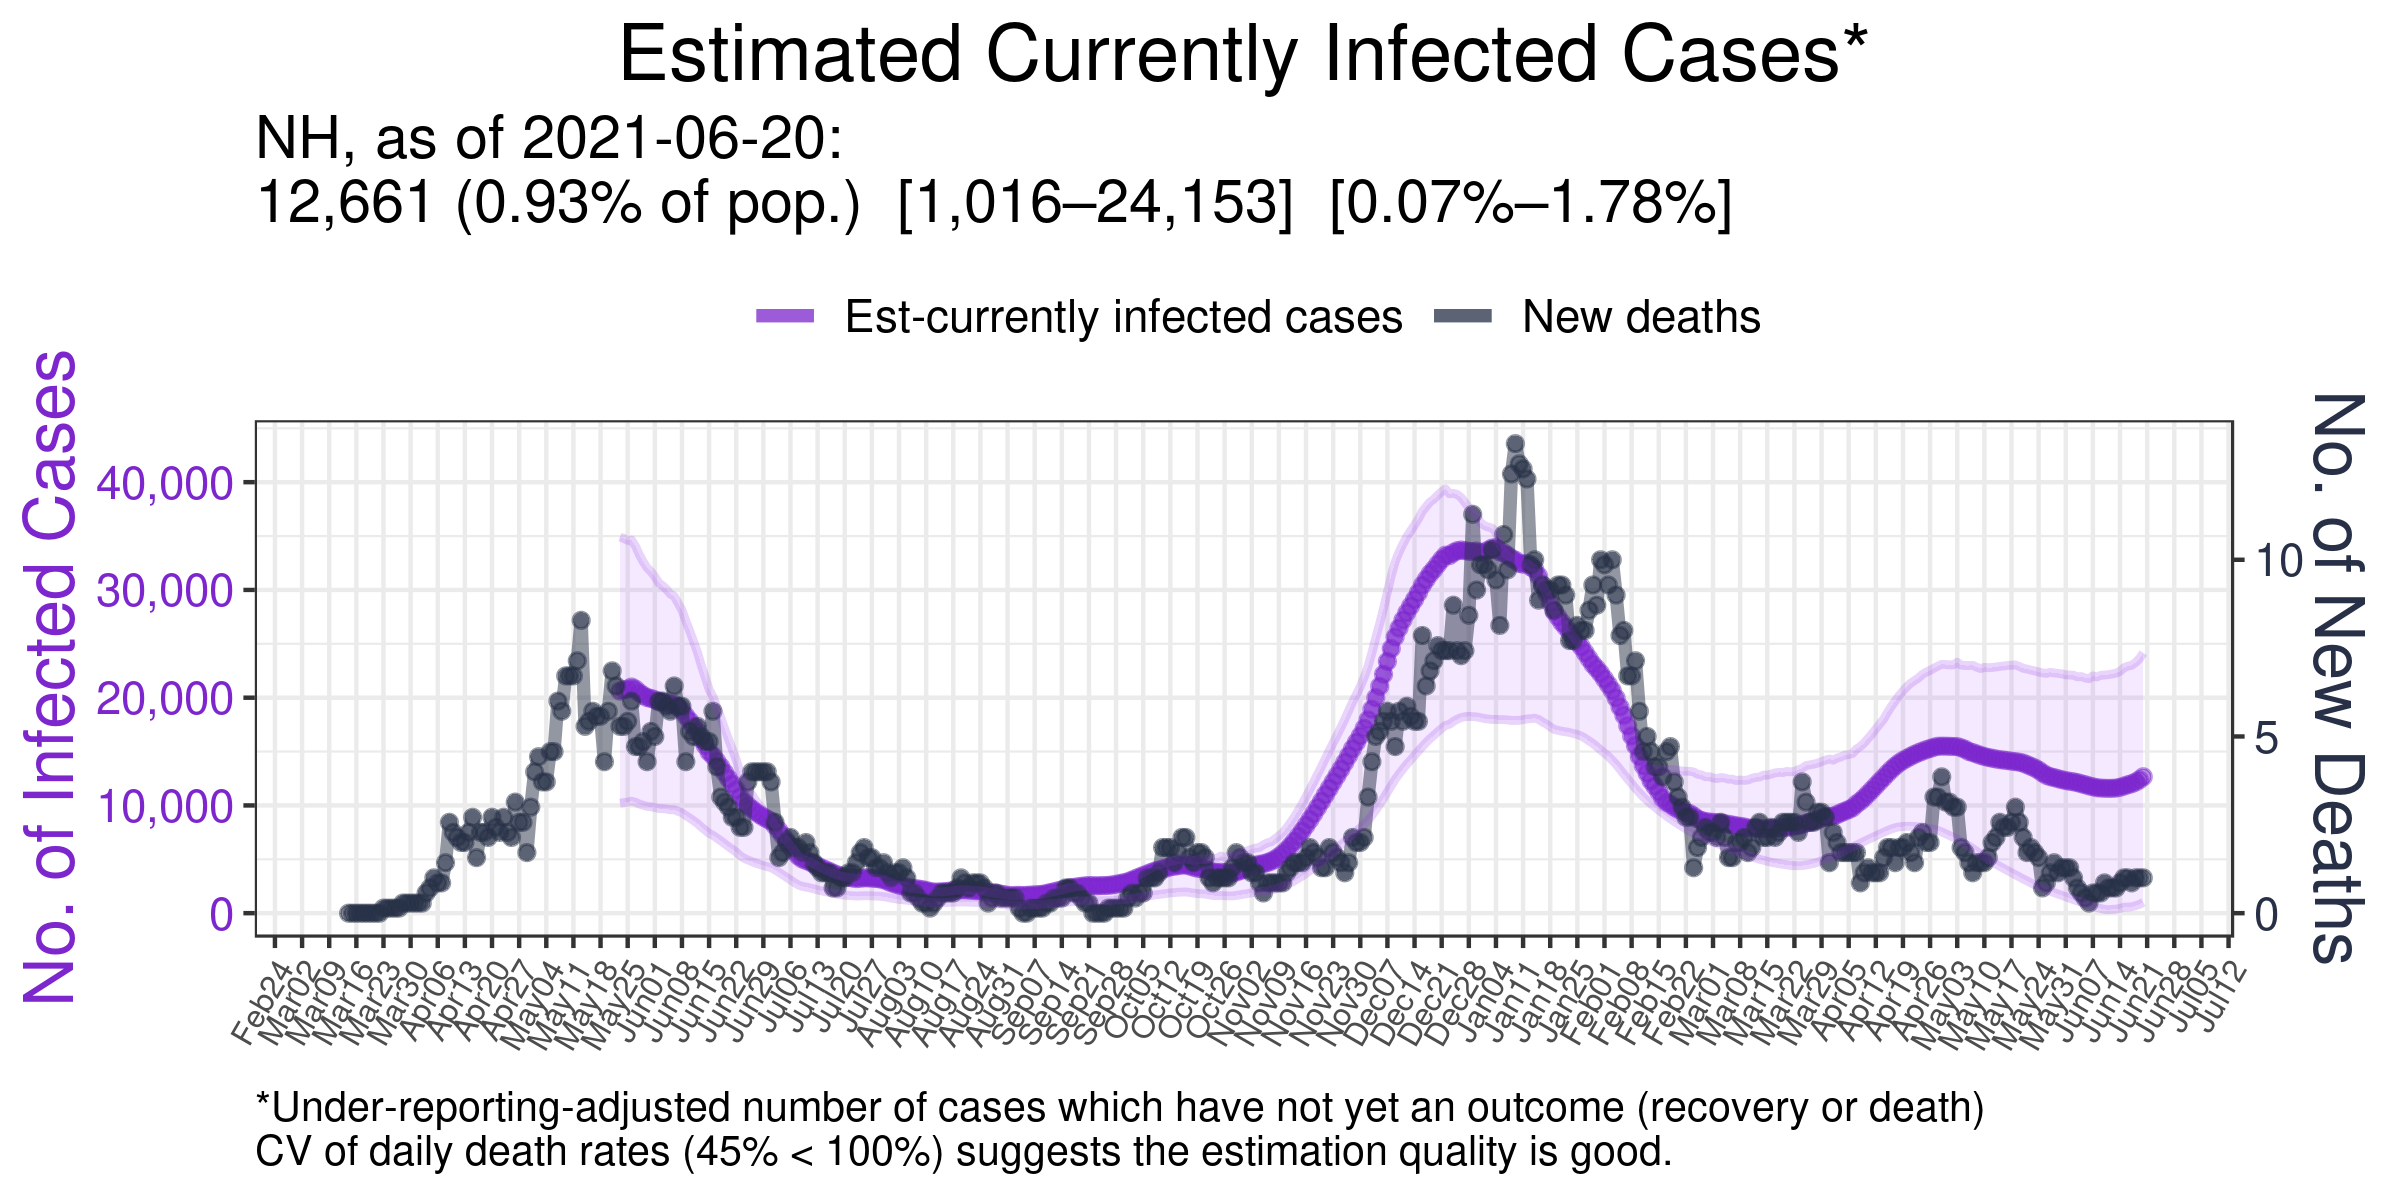 Estimated Currently Infected Cases*
NH, as of 2021-06-20:
12,661 (0.93% of pop.) [1,016–24,153] [0.07%–1.78%]
Est-currently infected cases New deaths
No. of Infected Cases
40,000
30,000
20,000
10,000
0
10
5
0
No. of New Deaths
Feb24 Mar02 Mar09 Mar16 Mar23 Mar30 Apr06 Apr13 Apr20 Apr27 May04 May11 May18 May25 Jun01 Jun08 Jun15 Jun22 Jun29 Jul06 Jul13 Jul20 Jul27 Aug03 Aug10 Aug17 Aug24 Aug31 Sep07 Sep14 Sep21 Sep28 Oct05 Oct12 Oct19 Oct26 Nov02 Nov09 Nov16 Nov23 Nov30 Dec07 Dec14 Dec21 Dec28 Jan04 Jan11 Jan18 Jan25 Feb01 Feb08 Feb15 Feb22 Mar01 Mar08 Mar15 Mar22 Mar29 Apr05 Apr12 Apr19 Apr26 May03 May10 May17 May24 May31 Jun07 Jun14 Jun21 Jun28 Jul05 Jul12
*Under-reporting-adjusted number of cases which have not yet an outcome (recovery or death)
CV of daily death rates (45% < 100%) suggests the estimation quality is good.